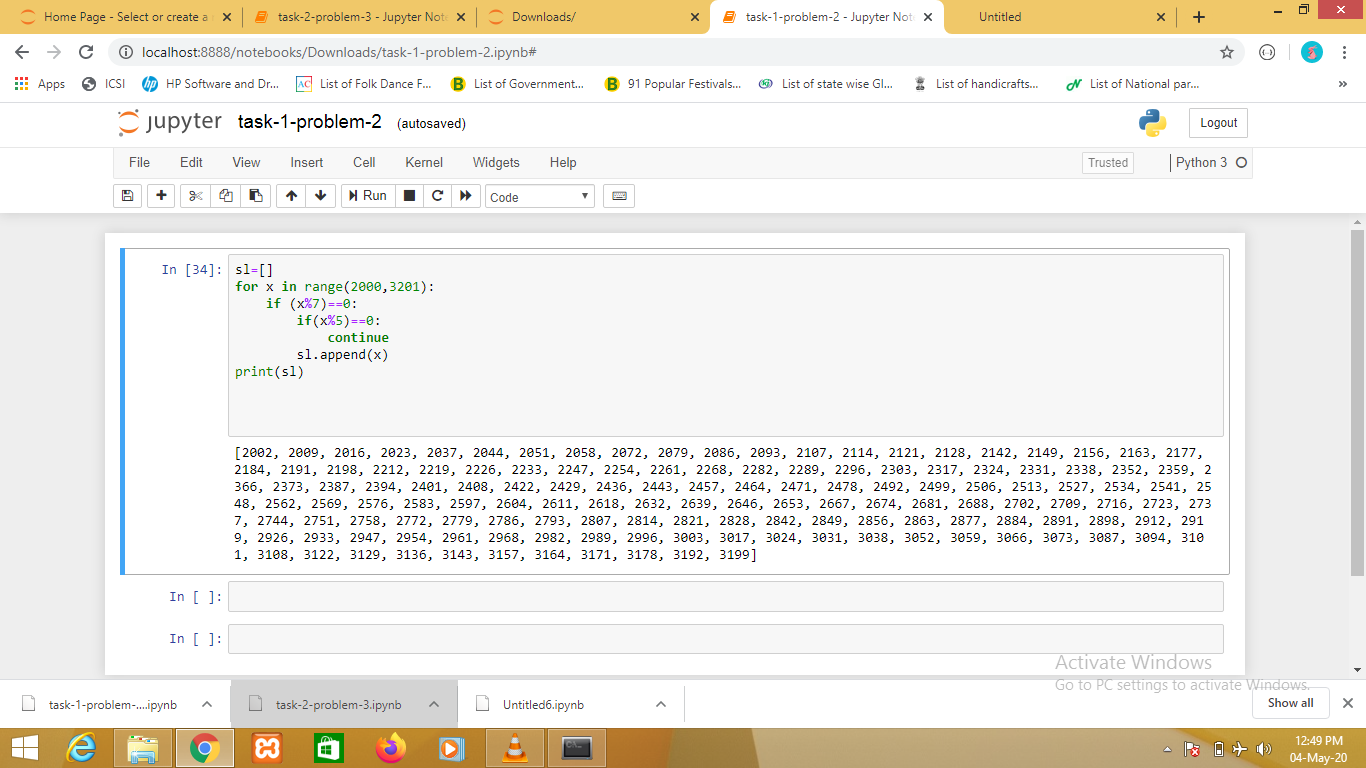 Home Page - Select or create a
task-2-problem-3 - Jupyter Not
Downloads/
task-1-problem-2 - Jupyter Not
Untitled
localhost:8888/notebooks/Downloads/task-1-problem-2.ipynb#
Apps
ICSI
HP Software and Dr...
AC
List of Folk Dance F...
B
List of Government...
B
91 Popular Festivals...
List of state wise Gl...
List of handicrafts...
List of National par...
»
jupyter task-1-problem-2 (autosaved)
Logout
File Edit View Insert Cell Kernel Widgets Help
Trusted
Python 3
Run
Code
In [34]:
sl=[]
for x in range(2000,3201):
    if (x%7)==0:
        if(x%5)==0:
            continue
        sl.append(x)
print(sl)
[2002, 2009, 2016, 2023, 2037, 2044, 2051, 2058, 2072, 2079, 2086, 2093, 2107, 2114, 2121, 2128, 2142, 2149, 2156, 2163, 2177,
2184, 2191, 2198, 2212, 2219, 2226, 2233, 2247, 2254, 2261, 2268, 2282, 2289, 2296, 2303, 2317, 2324, 2331, 2338, 2352, 2359, 2
366, 2373, 2387, 2394, 2401, 2408, 2422, 2429, 2436, 2443, 2457, 2464, 2471, 2478, 2492, 2499, 2506, 2513, 2527, 2534, 2541, 25
48, 2562, 2569, 2576, 2583, 2597, 2604, 2611, 2618, 2632, 2639, 2646, 2653, 2667, 2674, 2681, 2688, 2702, 2709, 2716, 2723, 273
7, 2744, 2751, 2758, 2772, 2779, 2786, 2793, 2807, 2814, 2821, 2828, 2842, 2849, 2856, 2863, 2877, 2884, 2891, 2898, 2912, 291
9, 2926, 2933, 2947, 2954, 2961, 2968, 2982, 2989, 2996, 3003, 3017, 3024, 3031, 3038, 3052, 3059, 3066, 3073, 3087, 3094, 310
1, 3108, 3122, 3129, 3136, 3143, 3157, 3164, 3171, 3178, 3192, 3199]
In [ ]:
In [ ]:
Activate Windows
Go to PC settings to activate Windows.
task-1-problem-....ipynb
task-2-problem-3.ipynb
Untitled6.ipynb
Show all
12:49 PM
04-May-20